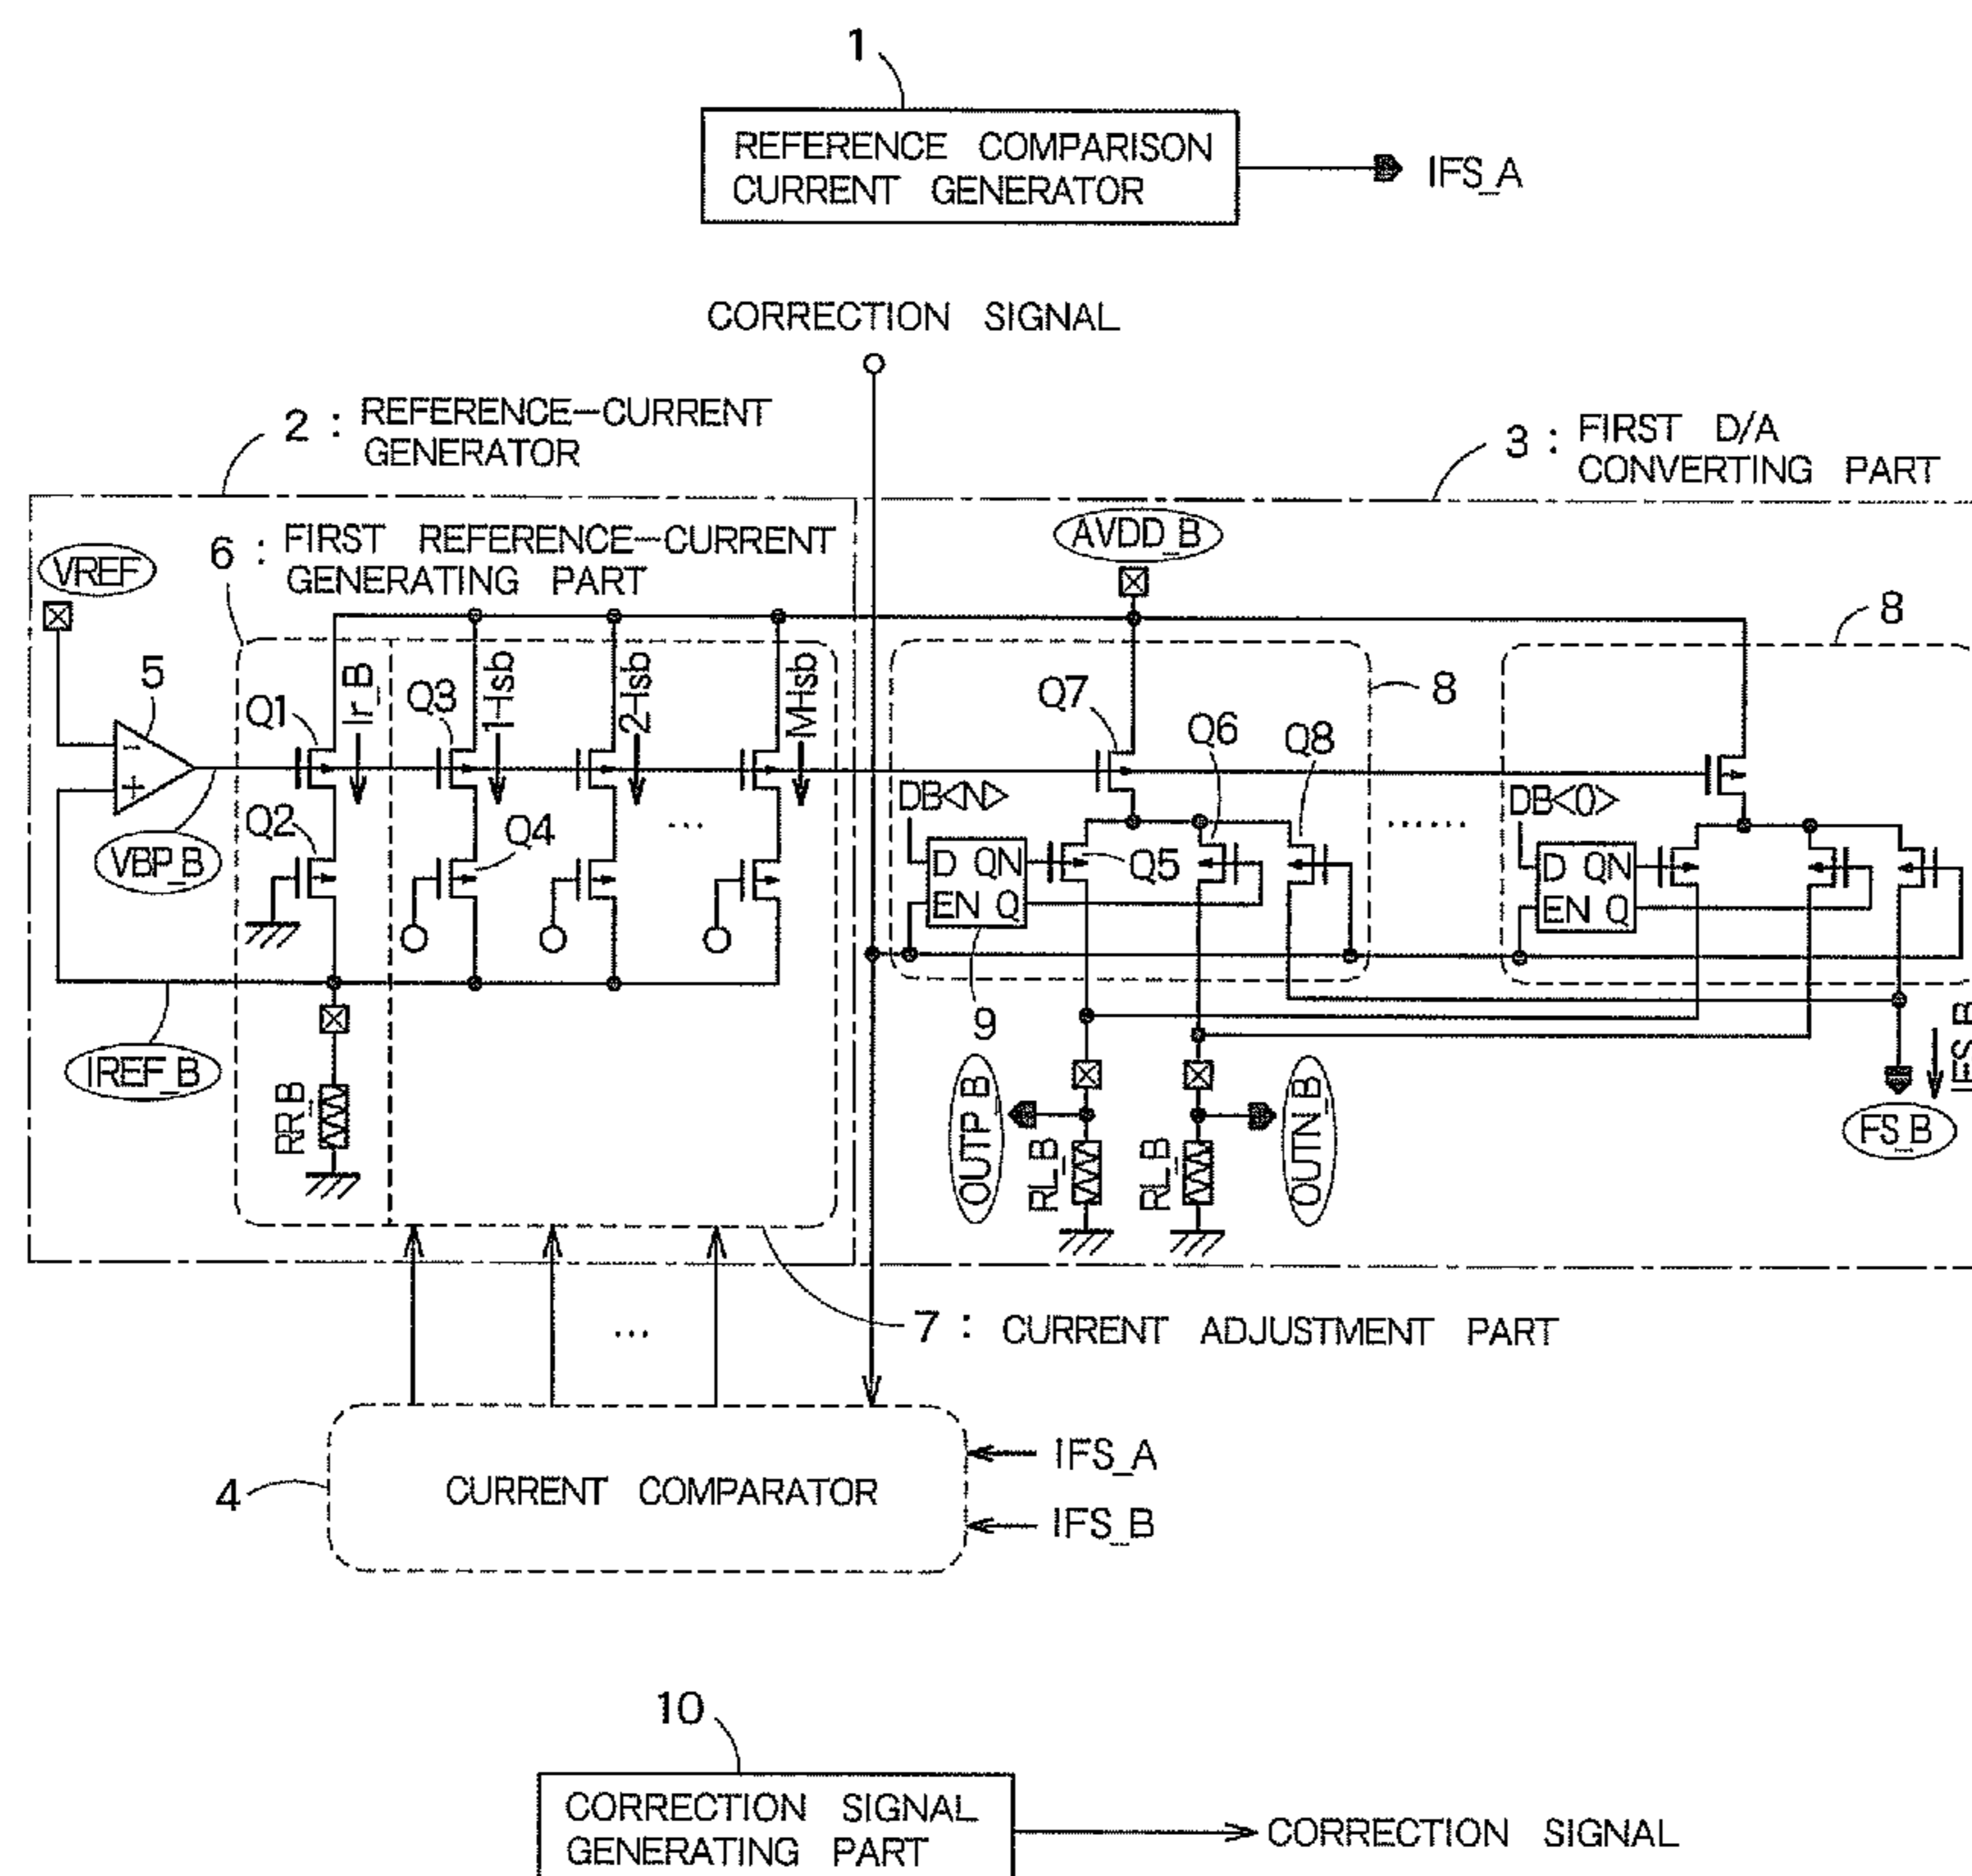 1
REFERENCE COMPARISON
CURRENT GENERATOR
IFS_A
CORRECTION SIGNAL
2 : REFERENCE-CURRENT
GENERATOR
3 : FIRST D/A
CONVERTING PART
6 : FIRST REFERENCE-CURRENT
GENERATING PART
VREF
AVDD_B
8
5
Q1
Ir_B
Q3
1-Isb
2-Isb
M-Isb
Q7
Q6
Q8
8
DB<N>
DB<0>
Q2
Q4
...
Q5
......
VBP_B
D QN
EN Q
D QN
EN Q
9
IREF_B
RR_B
OUTP_B
RL_B
RL_B
OUTN_B
IFS_B
FS_B
7 : CURRENT ADJUSTMENT PART
...
4
CURRENT COMPARATOR
IFS_A
IFS_B
10
CORRECTION SIGNAL
GENERATING PART
CORRECTION SIGNAL